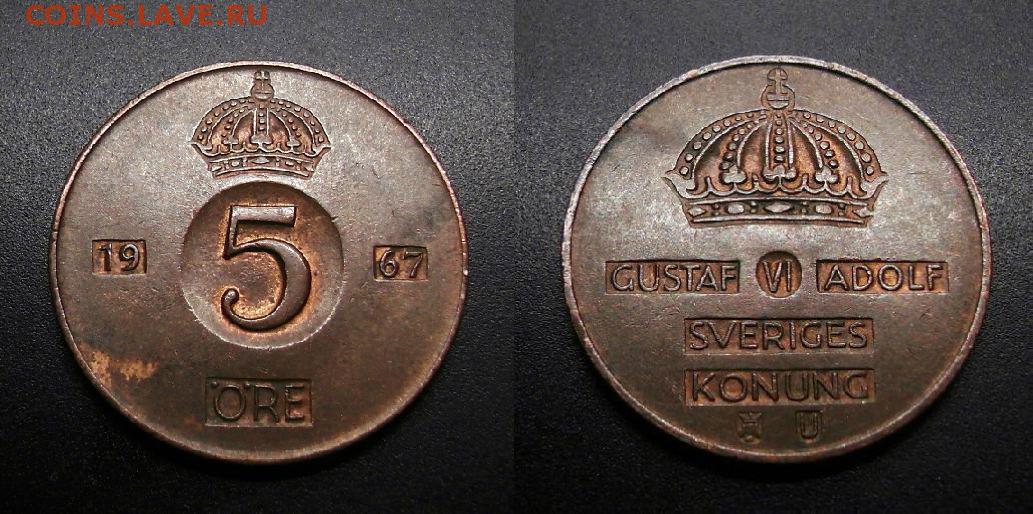 COINS.LAVE.RU
19 5 67
ÖRE
GUSTAF VI ADOLF
SVERIGES
KONUNG
U